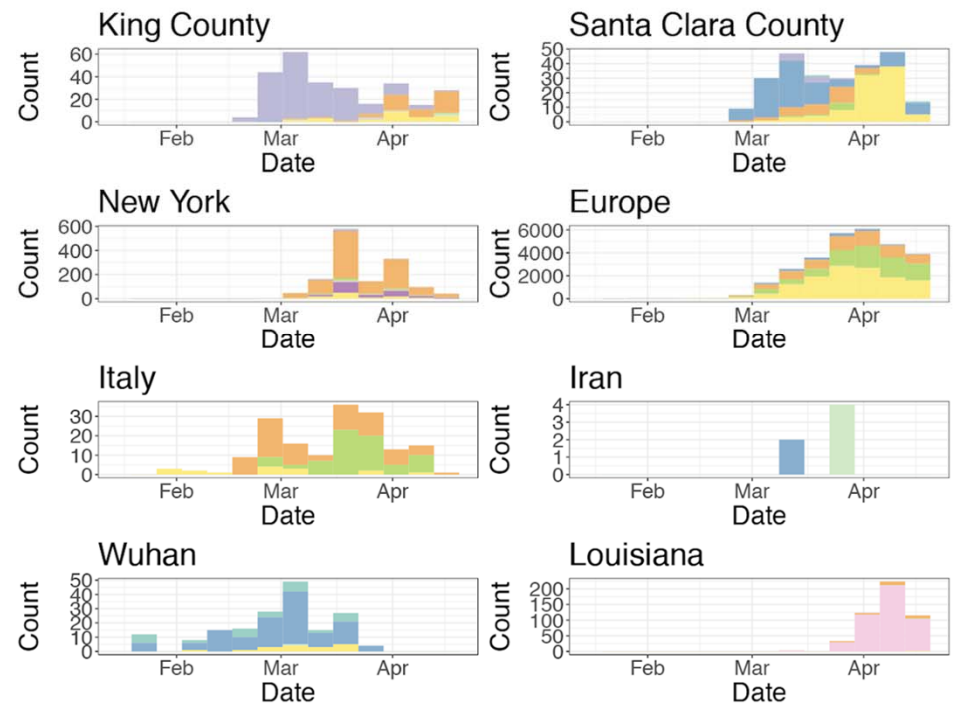 King County
Count
60
40
20
0
Feb Mar Apr
Date
Santa Clara County
Count
50
40
30
20
10
0
Feb Mar Apr
Date
New York
Count
600
400
200
0
Feb Mar Apr
Date
Europe
Count
6000
4000
2000
0
Feb Mar Apr
Date
Italy
Count
30
20
10
0
Feb Mar Apr
Date
Iran
Count
4
3
2
1
0
Feb Mar Apr
Date
Wuhan
Count
50
40
30
20
10
0
Feb Mar Apr
Date
Louisiana
Count
200
150
100
50
0
Feb Mar Apr
Date